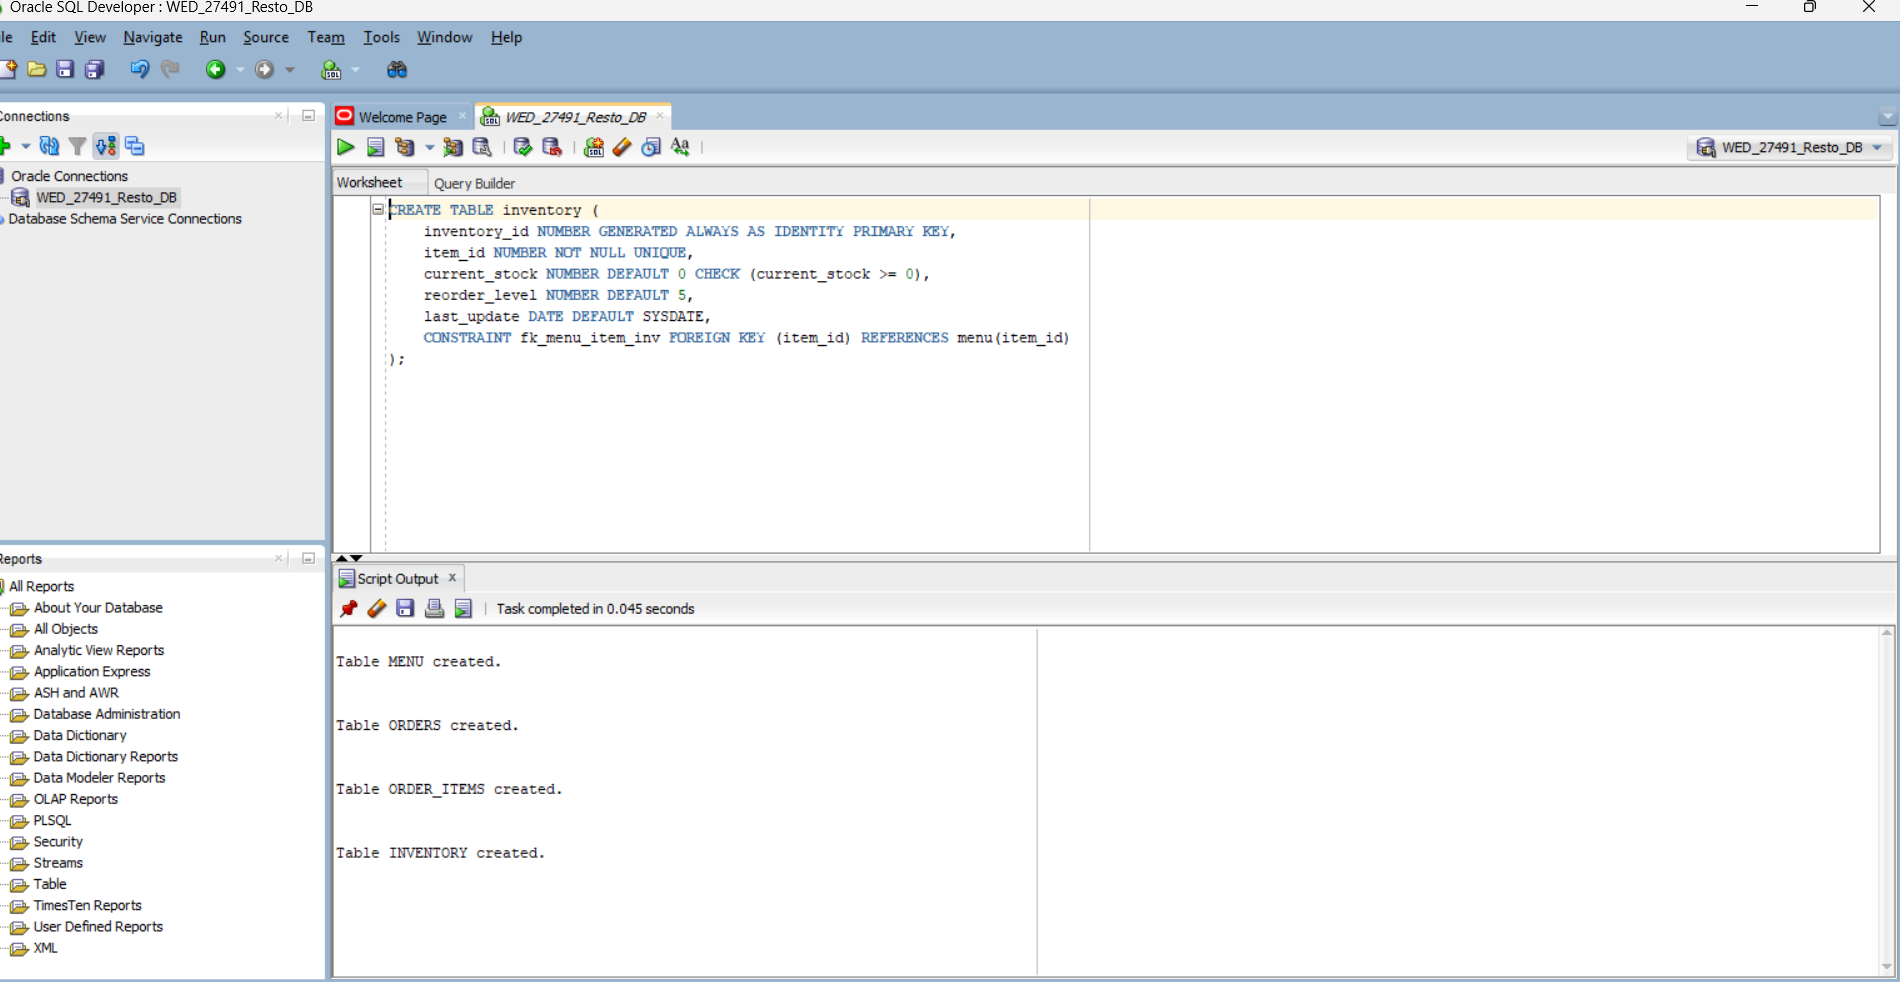 Oracle SQL Developer : WED_27491_Resto_DB
le Edit View Navigate Run Source Team Tools Window Help
Connections
Oracle Connections
WED_27491_Resto_DB
Database Schema Service Connections
Reports
All Reports
About Your Database
All Objects
Analytic View Reports
Application Express
ASH and AWR
Database Administration
Data Dictionary
Data Dictionary Reports
Data Modeler Reports
OLAP Reports
PLSQL
Security
Streams
Table
TimesTen Reports
User Defined Reports
XML
Welcome Page
WED_27491_Resto_DB
WED_27491_Resto_DB
Worksheet Query Builder
CREATE TABLE inventory (
inventory_id NUMBER GENERATED ALWAYS AS IDENTITY PRIMARY KEY,
item_id NUMBER NOT NULL UNIQUE,
current_stock NUMBER DEFAULT 0 CHECK (current_stock >= 0),
reorder_level NUMBER DEFAULT 5,
last_update DATE DEFAULT SYSDATE,
CONSTRAINT fk_menu_item_inv FOREIGN KEY (item_id) REFERENCES menu(item_id)
);
Script Output
Task completed in 0.045 seconds
Table MENU created.
Table ORDERS created.
Table ORDER_ITEMS created.
Table INVENTORY created.